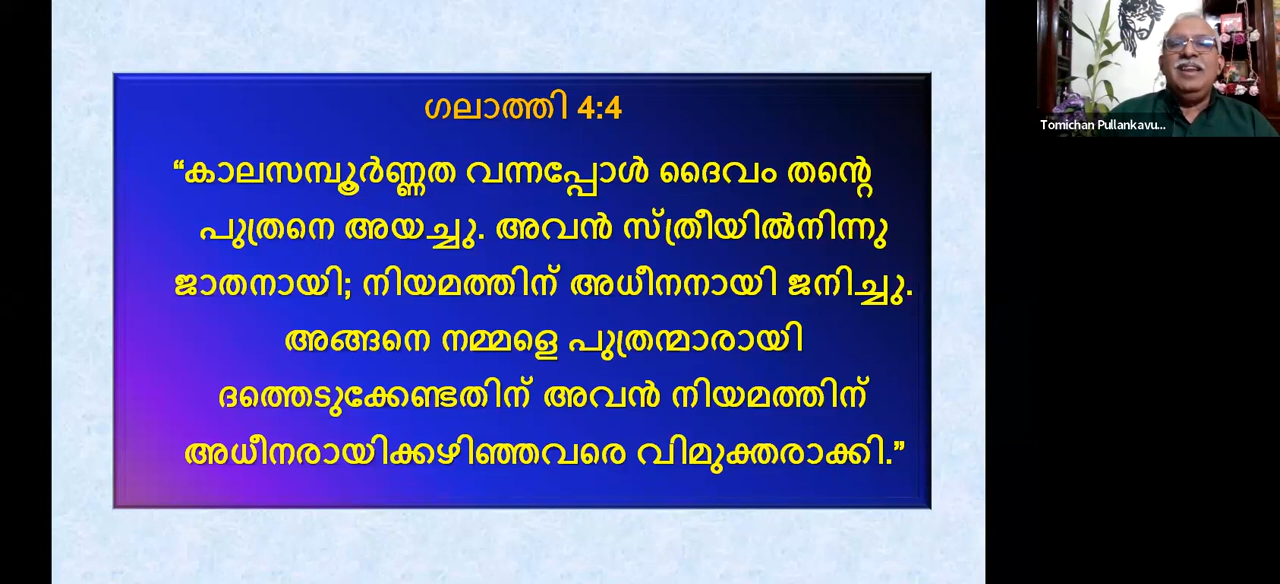 ഗലാത്തി 4:4
“കാലസമ്പൂർണ്ണത വന്നപ്പോൾ ദൈവം തന്റെ
പുത്രനെ അയച്ചു. അവൻ സ്ത്രീയിൽനിന്നു
ജാതനായി; നിയമത്തിന് അധീനനായി ജനിച്ചു.
അങ്ങനെ നമ്മളെ പുത്രന്മാരായി
ദത്തെടുക്കേണ്ടതിന് അവൻ നിയമത്തിന്
അധീനരായിക്കഴിഞ്ഞവരെ വിമുക്തരാക്കി.”
Tomichan Pullankavu...